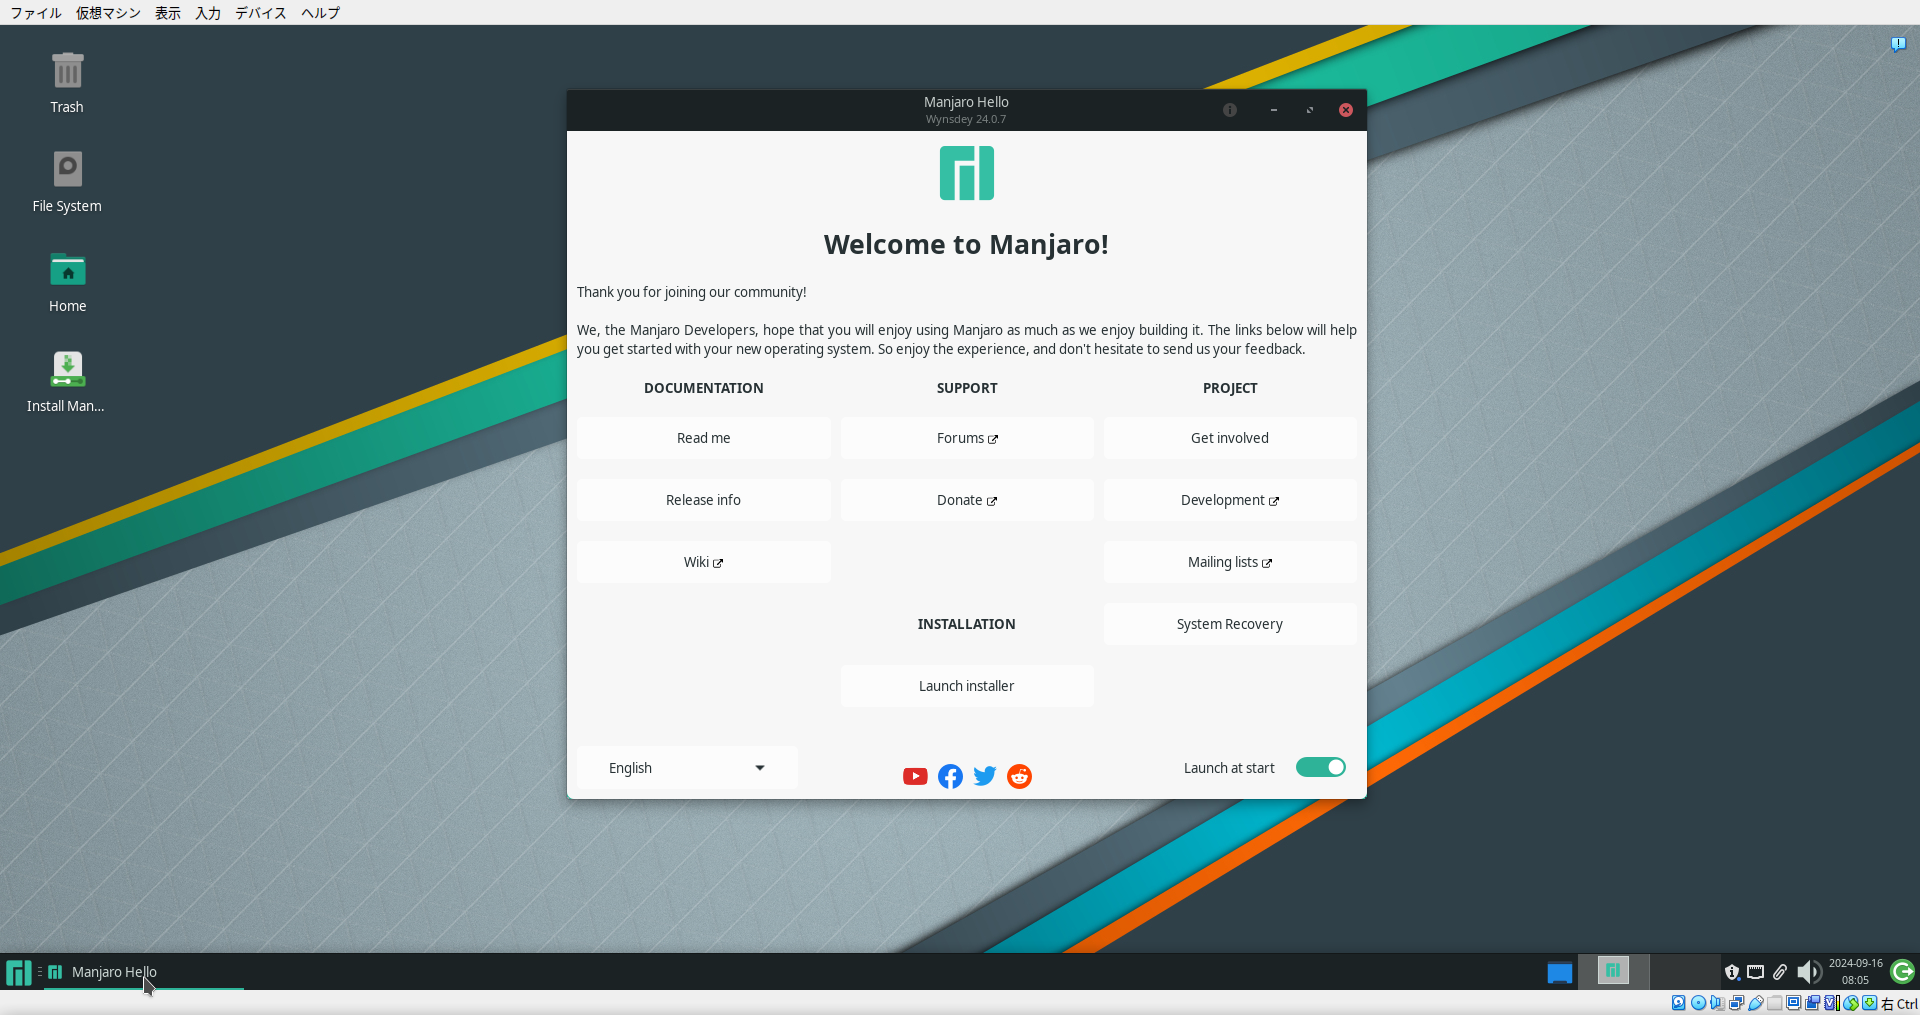 ファイル 仮想マシン 表示 入力 デバイス ヘルプ
Trash
File System
Home
Install Man...
Manjaro Hello
Wynsdey 24.0.7
Welcome to Manjaro!
Thank you for joining our community!
We, the Manjaro Developers, hope that you will enjoy using Manjaro as much as we enjoy building it. The links below will help
you get started with your new operating system. So enjoy the experience, and don't hesitate to send us your feedback.
DOCUMENTATION SUPPORT PROJECT
Read me Forums Get involved
Release info Donate Development
Wiki Mailing lists
INSTALLATION System Recovery
Launch installer
English Launch at start
Manjaro Hello
2024-09-16
08:05
右 Ctrl